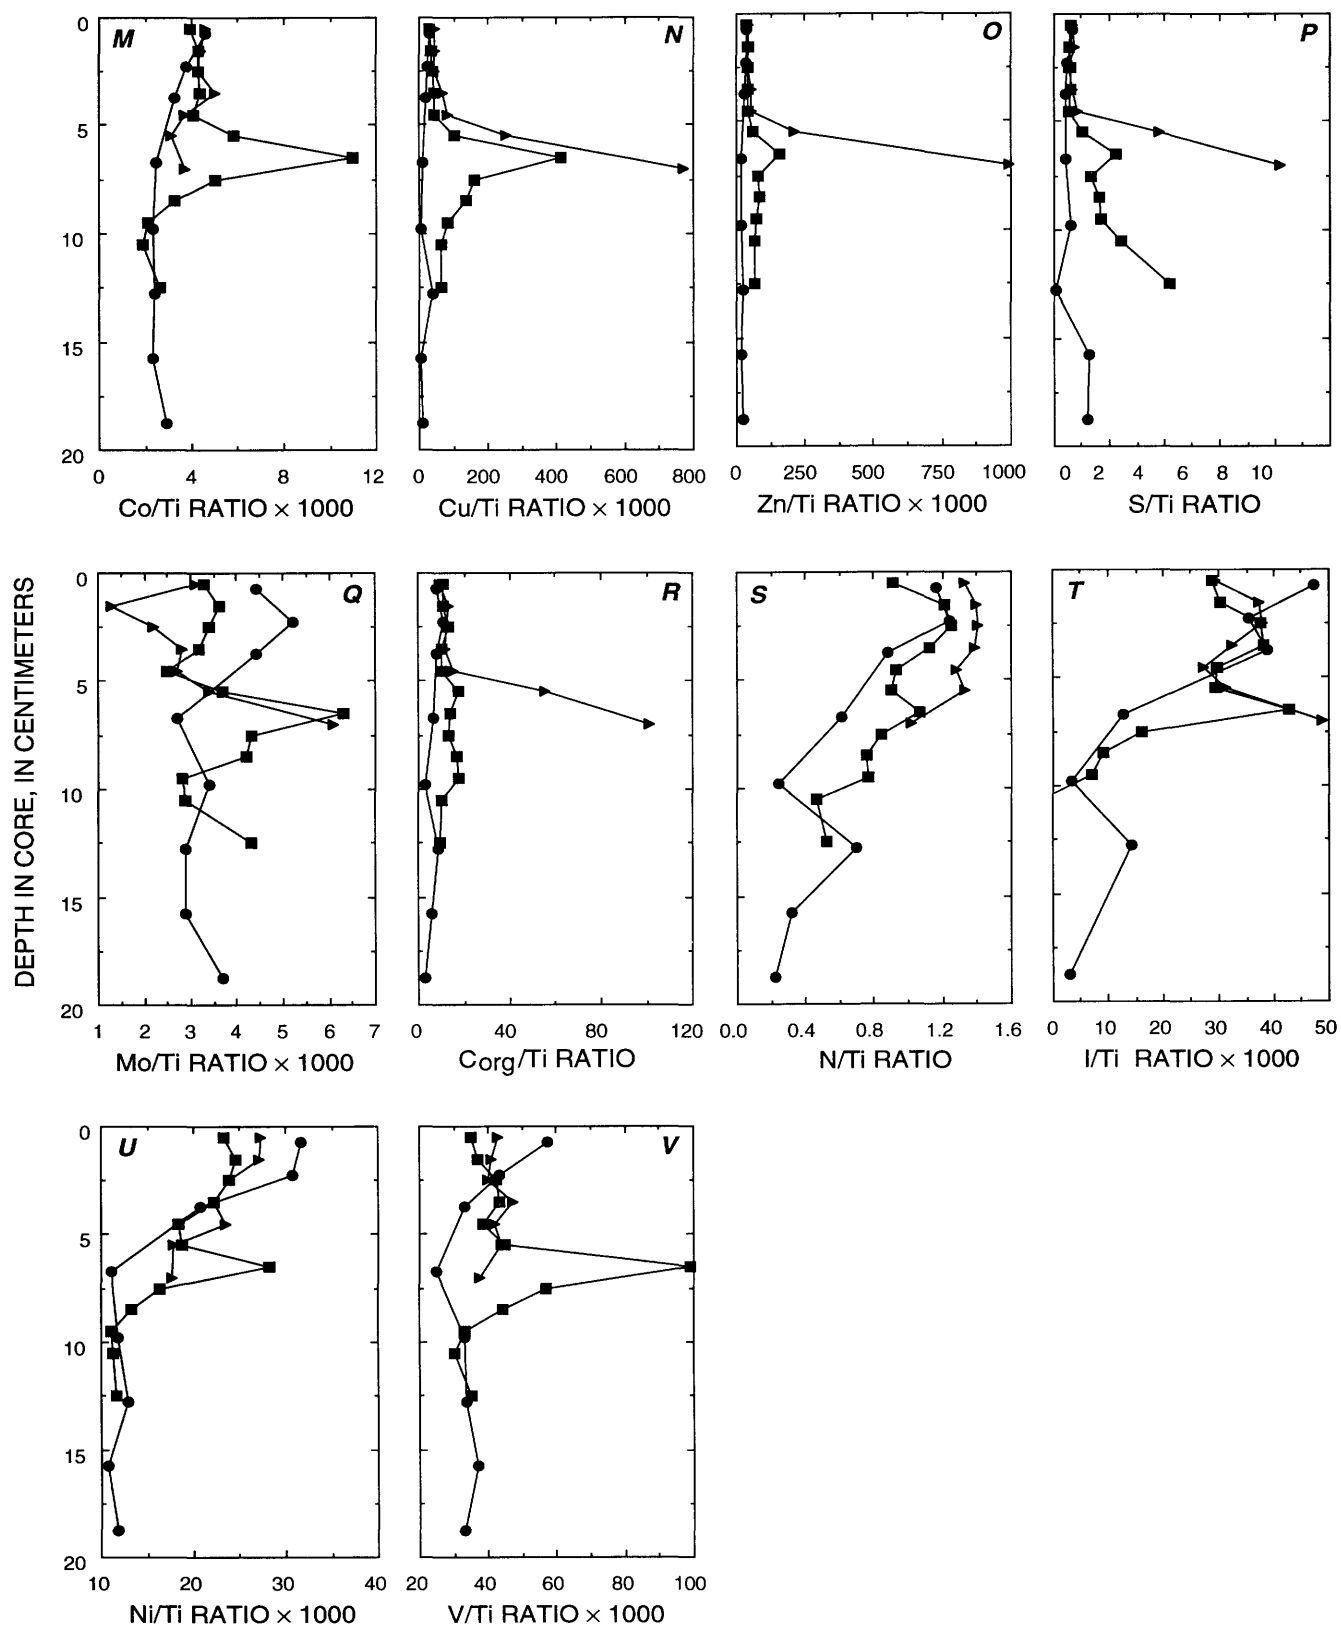 M
N
O
P
0
5
10
15
20
0 4 8 12
0 200 400 600 800
0 250 500 750 1000
0 2 4 6 8 10
Co/Ti RATIO × 1000
Cu/Ti RATIO × 1000
Zn/Ti RATIO × 1000
S/Ti RATIO
DEPTH IN CORE, IN CENTIMETERS
Q
R
S
T
0
5
10
15
20
1 2 3 4 5 6 7
0 40 80 120
0.0 0.4 0.8 1.2 1.6
0 10 20 30 40 50
Mo/Ti RATIO × 1000
Corg/Ti RATIO
N/Ti RATIO
I/Ti RATIO × 1000
U
V
0
5
10
15
20
10 20 30 40
20 40 60 80 100
Ni/Ti RATIO × 1000
V/Ti RATIO × 1000